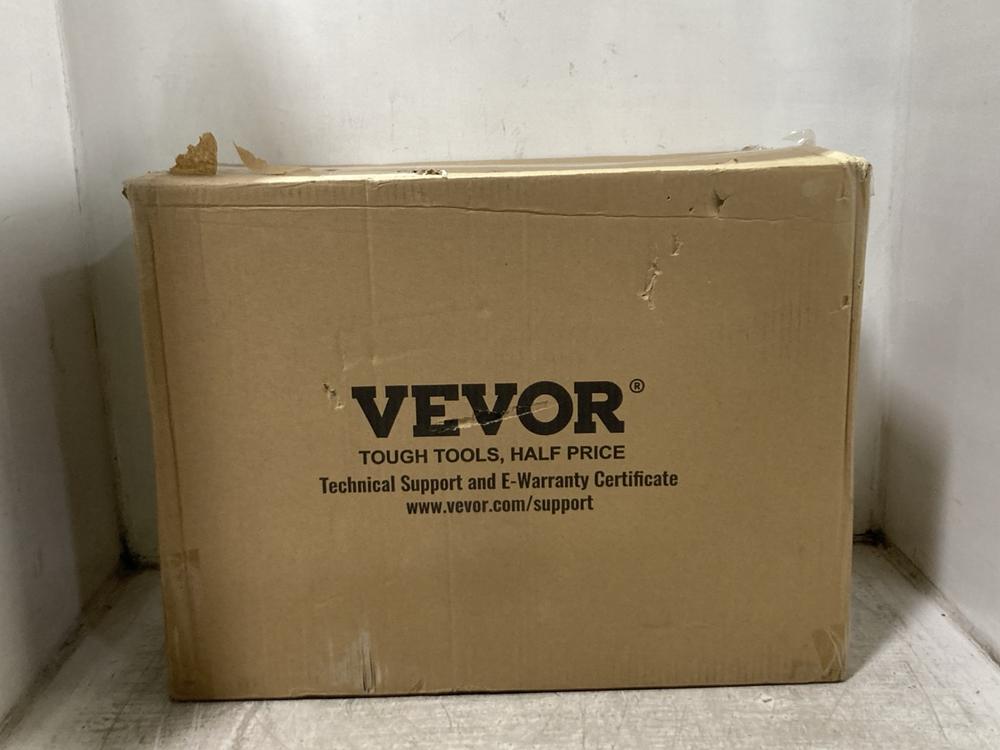 VEVOR®
TOUGH TOOLS, HALF PRICE
Technical Support and E-Warranty Certificate
www.vevor.com/support